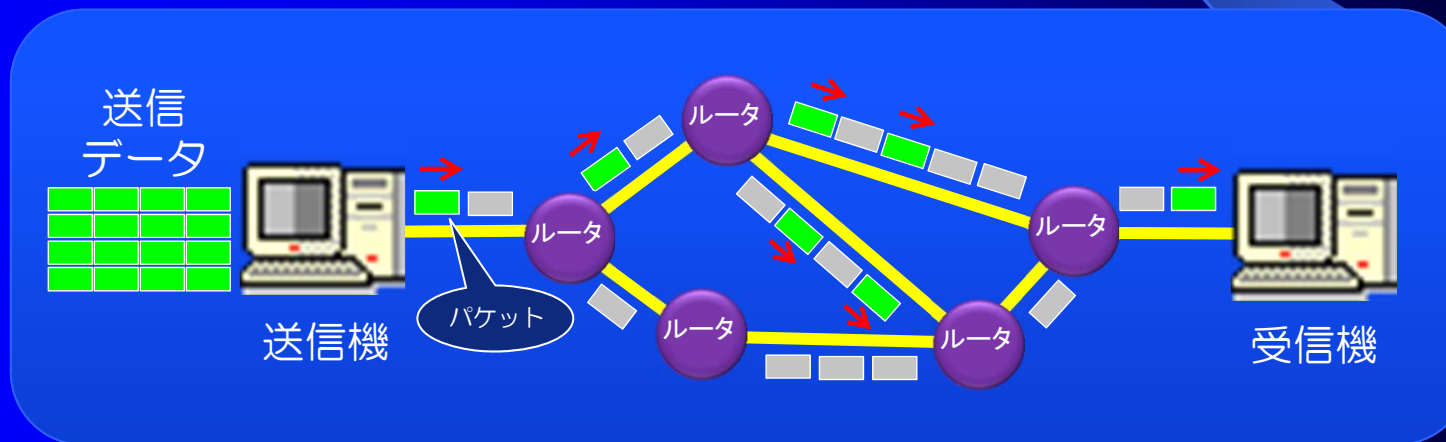 送信
データ
送信機
パケット
ルータ
ルータ
ルータ
ルータ
ルータ
受信機